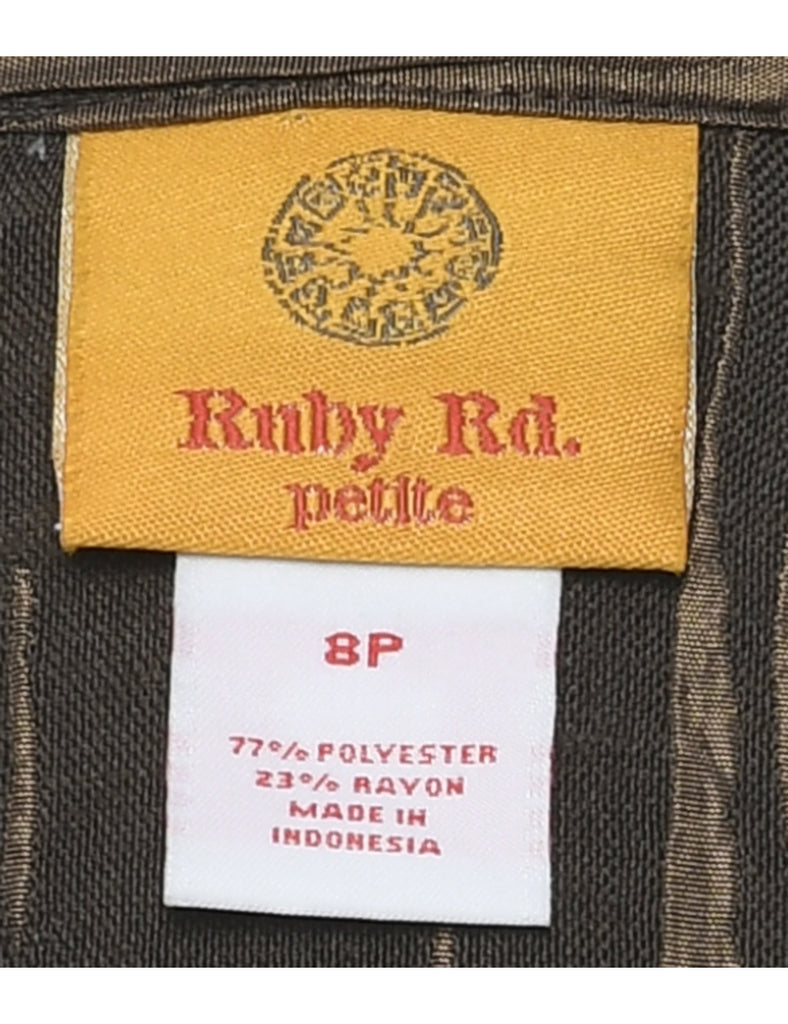 Ruby Rd.
petite
8P
77% POLYESTER
23% RAYON
MADE IN
INDONESIA